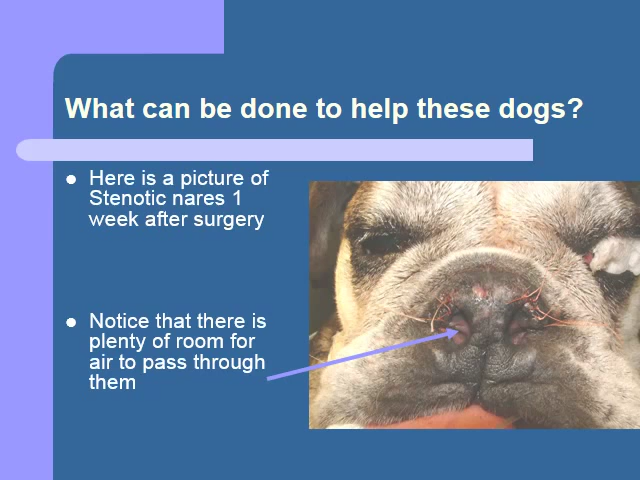 What can be done to help these dogs?
Here is a picture of
Stenotic nares 1
week after surgery
Notice that there is
plenty of room for
air to pass through
them